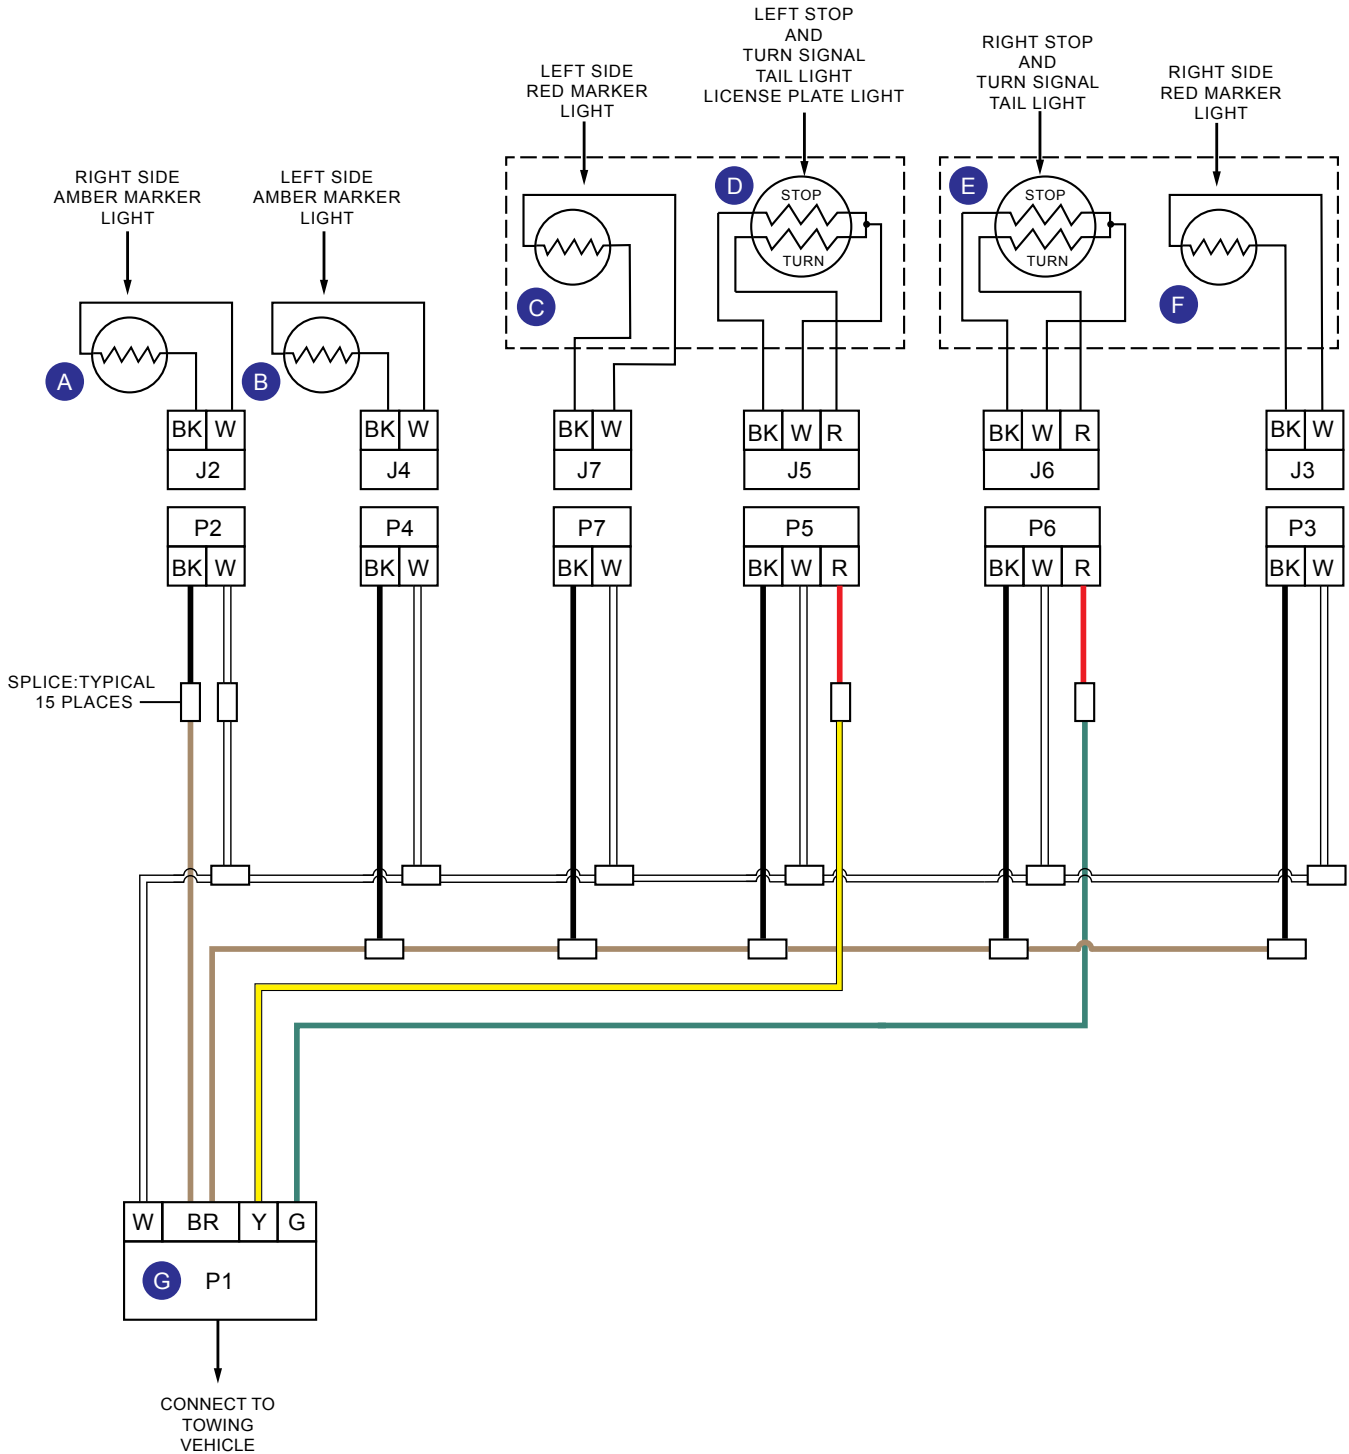 LEFT STOP
AND
TURN SIGNAL
TAIL LIGHT
LICENSE PLATE LIGHT
RIGHT STOP
AND
TURN SIGNAL
TAIL LIGHT
LEFT SIDE
RED MARKER
LIGHT
RIGHT SIDE
RED MARKER
LIGHT
RIGHT SIDE
AMBER MARKER
LIGHT
LEFT SIDE
AMBER MARKER
LIGHT
D
STOP
TURN
E
STOP
TURN
C
F
A
B
BK W
J2
BK W
J4
BK W
J7
BK W R
J5
BK W R
J6
BK W
J3
P2
BK W
P4
BK W
P7
BK W
P5
BK W R
P6
BK W R
P3
BK W
SPLICE:TYPICAL
15 PLACES
W BR Y G
G P1
CONNECT TO
TOWING
VEHICLE